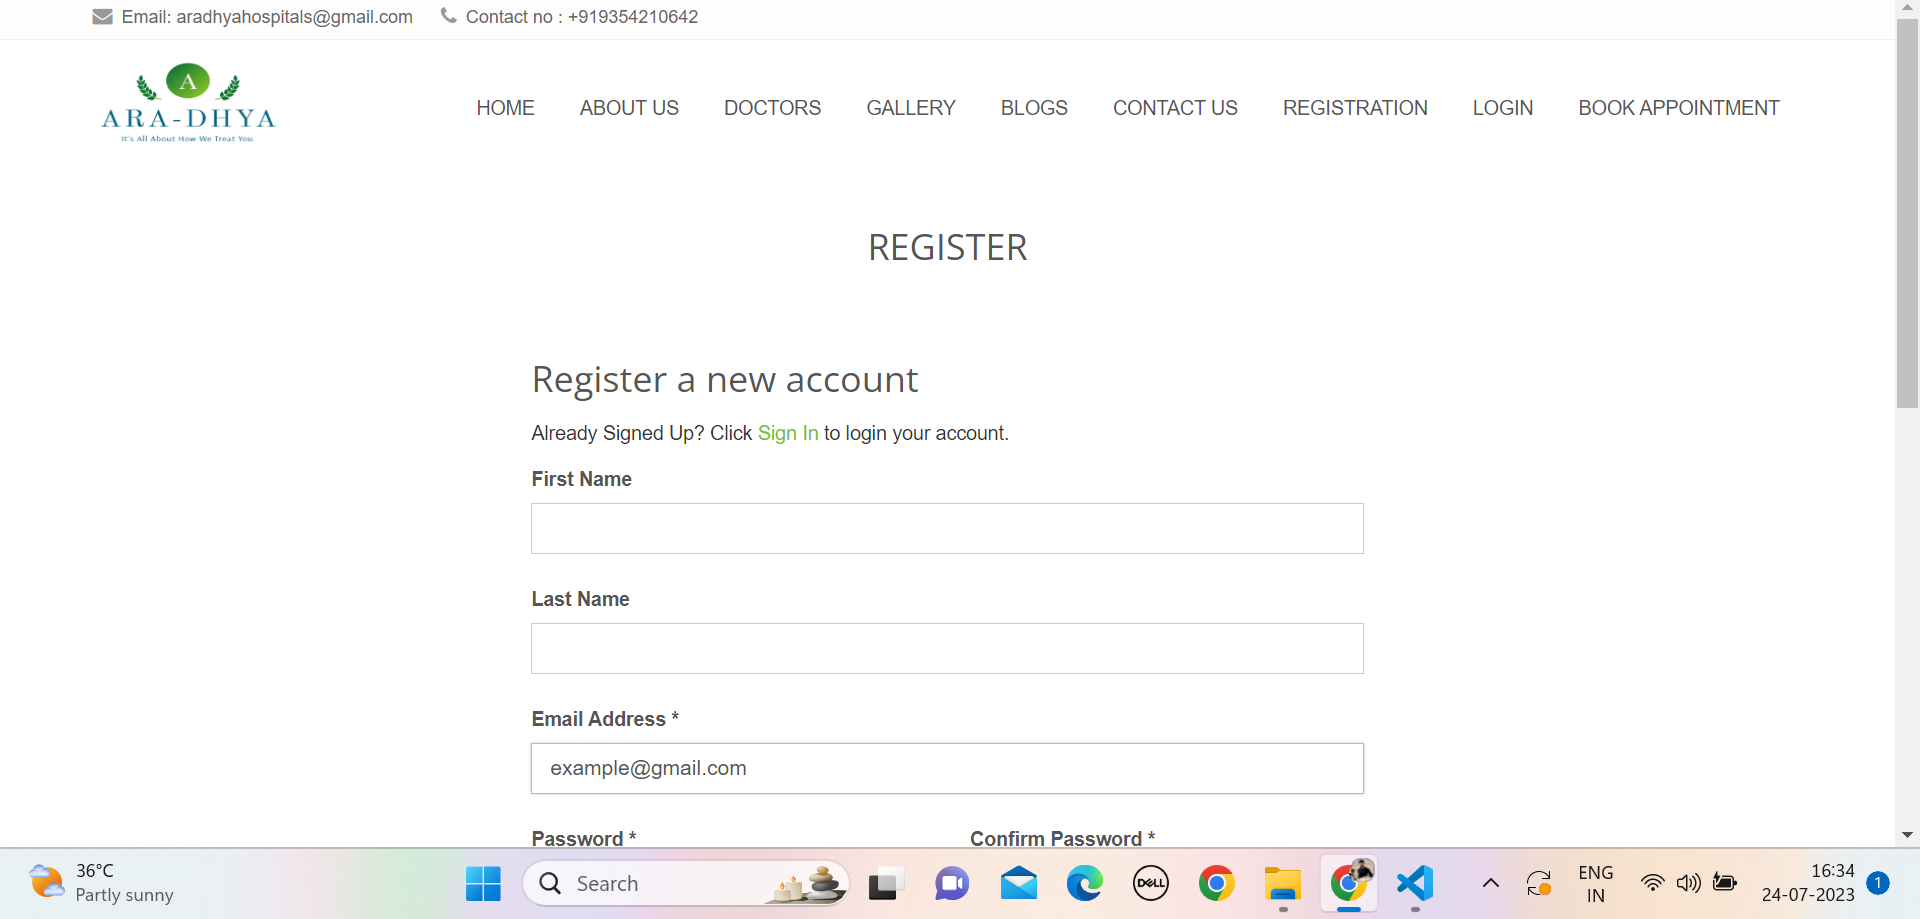 Email: aradhyahospitals@gmail.com Contact no : +919354210642
A
ARA-DHYA
It's All About How We Treat You
HOME ABOUT US DOCTORS GALLERY BLOGS CONTACT US REGISTRATION LOGIN BOOK APPOINTMENT
REGISTER
Register a new account
Already Signed Up? Click Sign In to login your account.
First Name
Last Name
Email Address *
example@gmail.com
Password * Confirm Password *
36°C
Partly sunny
Search
DELL
ENG
IN
16:34
24-07-2023
1